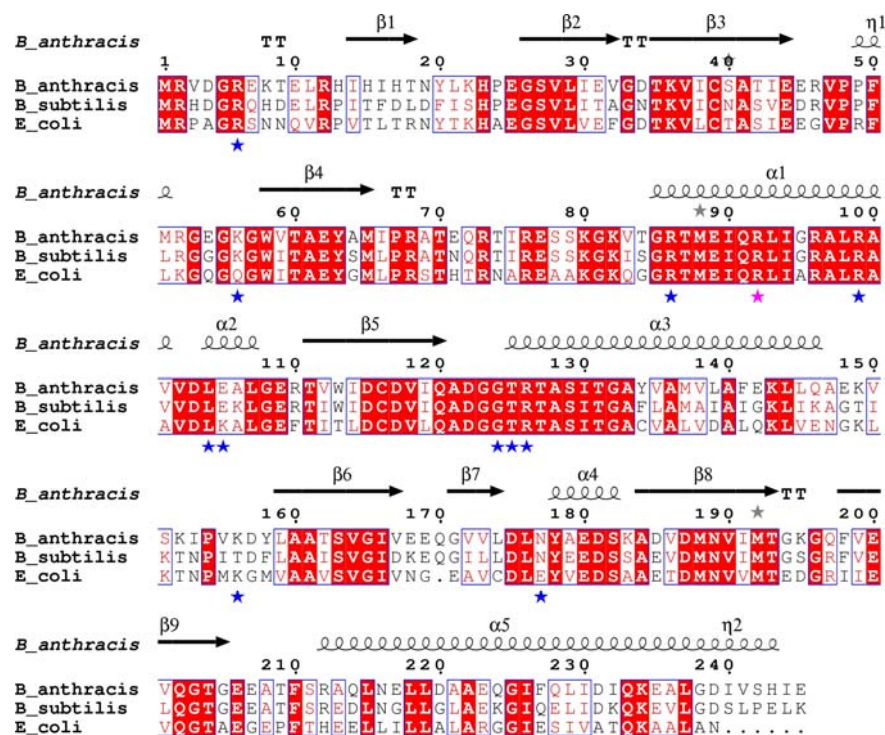 β1 β2 β3 η1
B_anthracis TT TT
1 10 20 30 40 50
B_anthracis MRVDGREKTELRHIHIHTNYLKHPEGSVLIEVGDTKVICSATIEERVPPF
B_subtilis MRHDGRQHDELRPITFDLDFISHPEGSVLITAGNTKVICNASVEDRVPPF
E_coli MRPAGRSNNQVRPVTLTRNYTKHAEGSVLVEFGDTKVLCTASIEEGVPRF
β4 α1
B_anthracis TT
60 70 80 90 100
B_anthracis MRGEGKGWVTAEYAMIPRATEQRTIRESSKGKVTGRTMEIQRLIGRALRA
B_subtilis LRGGGKGWITAEYSMLPRATNQRTIRESSKGKISGRTMEIQRLIGRALRA
E_coli LKGQGQGWITAEYGMLPRSTHTRNAREAAKGKQGGRTMEIQRLIARALRA
α2 β5 α3
B_anthracis
110 120 130 140 150
B_anthracis VVDLEALGERTVWIDCDVIQADGGTRTASITGAYVAMVLAFEKLLQAEKV
B_subtilis VVDLEKLGERTIWIDCDVIQADGGTRTASITGAFLAMAIAIGKLIKAGTI
E_coli AVDLKALGEFTITLDCDVLQADGGTRTASITGACVALVDALQKLVENGKL
β6 β7 α4 β8
B_anthracis TT
160 170 180 190 200
B_anthracis SKIPVKDYLAATSVGIVEEQGVVLDLNYAEDSKADVDMNVIMTGKGQFVE
B_subtilis KTNPITDFLAAISVGIDKEQGILLDLNYEEDSSAEVDMNVIMTGSGRFVE
E_coli KTNPMKGMVAAVSVGIVNG.EAVCDLEYVEDSAAETDMNVVMTEDGRIIE
β9 α5 η2
B_anthracis
210 220 230 240
B_anthracis VQGTGEEATFSRAQLNELLDAAEQGIFQLIDIQKEALGDIVSHIE
B_subtilis LQGTGEEATFSREDLNGLLGLAEKGIQELIDKQKEALGDSLPELK
E_coli VQGTAEGEPFTHEELLILLALARGGIESIVATQKAALAN......